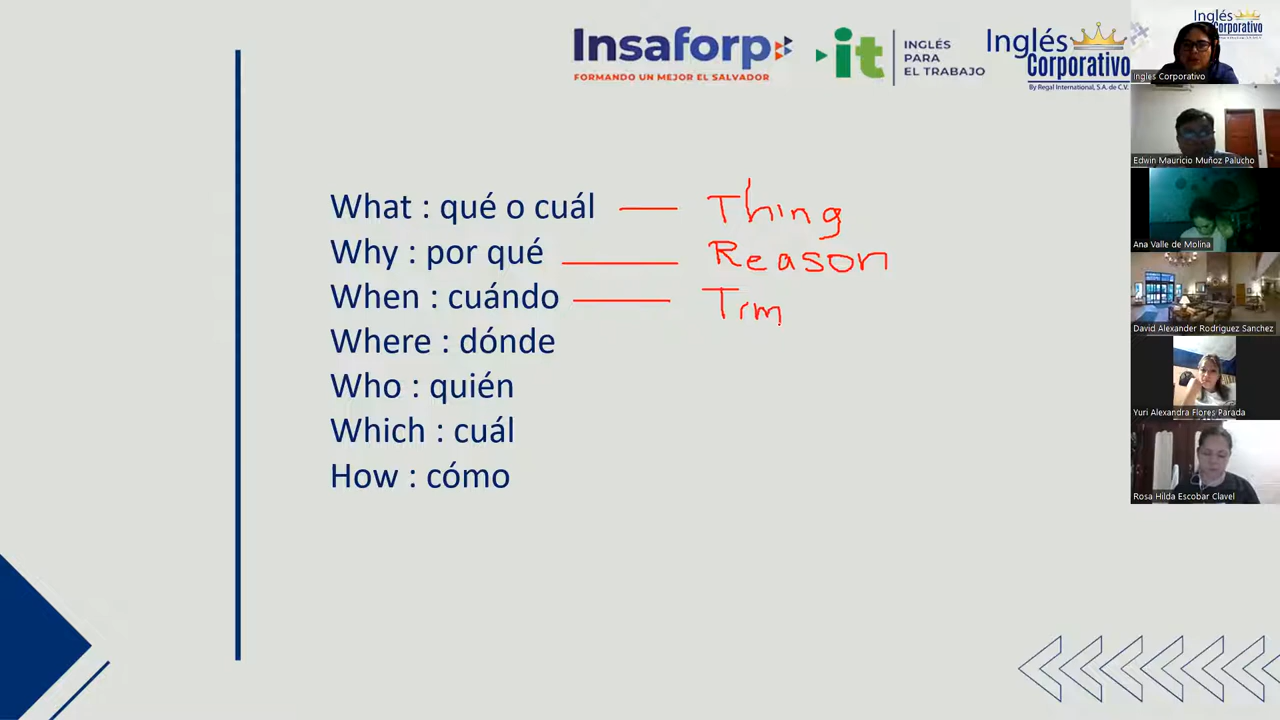 Insaforp
FORMANDO UN MEJOR EL SALVADOR
it
INGLÉS
PARA
EL TRABAJO
Inglés
Corporativo
By Regal International, S.A. de C.V.
What : qué o cuál — Thing
Why : por qué — Reason
When : cuándo — Tim
Where : dónde
Who : quién
Which : cuál
How : cómo
Inglés
Corporativo
Ingles Corporativo
Edwin Mauricio Muñoz Palucho
Ana Valle de Molina
David Alexander Rodriguez Sanchez
Yuri Alexandra Flores Parada
Rosa Hilda Escobar Clavel